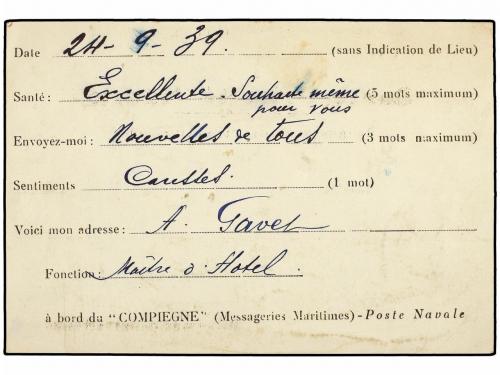 Date 24-9-39. (sans Indication de Lieu)
Santé: Excellente. Souhaite même (5 mots maximum)
pour vous
Envoyez-moi: Nouvelles de tous (3 mots maximum)
Sentiments (1 mot)
Voici mon adresse: A. Gavet
Fonction: Maître d'Hotel.
à bord du "COMPIEGNE" (Messageries Maritimes) - Poste Navale